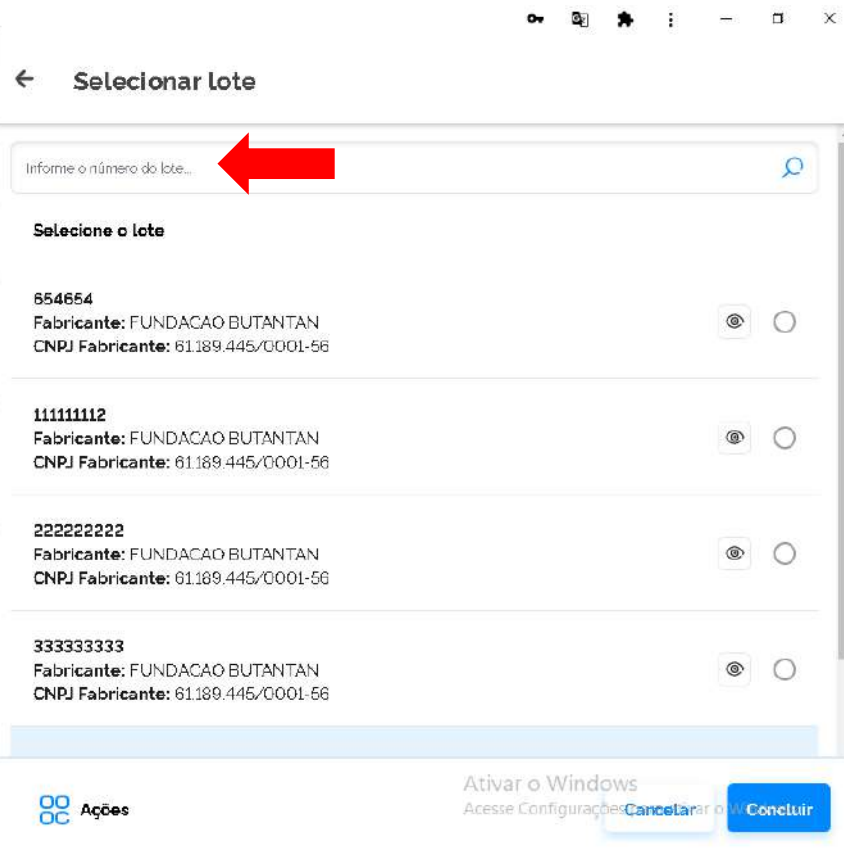 Selecionar lote
Informe o número do lote...
Selecione o lote
654654
Fabricante: FUNDACAO BUTANTAN
CNPJ Fabricante: 61.189.445/0001-56
111111112
Fabricante: FUNDACAO BUTANTAN
CNPJ Fabricante: 61.189.445/0001-56
222222222
Fabricante: FUNDACAO BUTANTAN
CNPJ Fabricante: 61.189.445/0001-56
333333333
Fabricante: FUNDACAO BUTANTAN
CNPJ Fabricante: 61.189.445/0001-56
Ativar o Windows
Acesse Configurações
Ações
Cancelar
Concluir